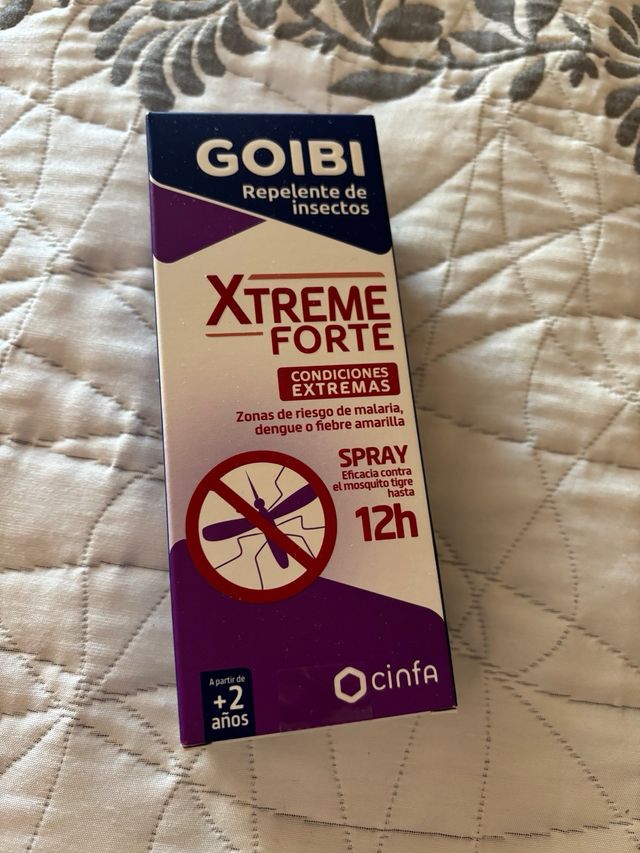 GOIBI
Repelente de
insectos
XTREME
FORTE
CONDICIONES
EXTREMAS
Zonas de riesgo de malaria,
dengue o fiebre amarilla
SPRAY
Eficacia contra
el mosquito tigre
hasta
12h
A partir de
+2
años
cinfa